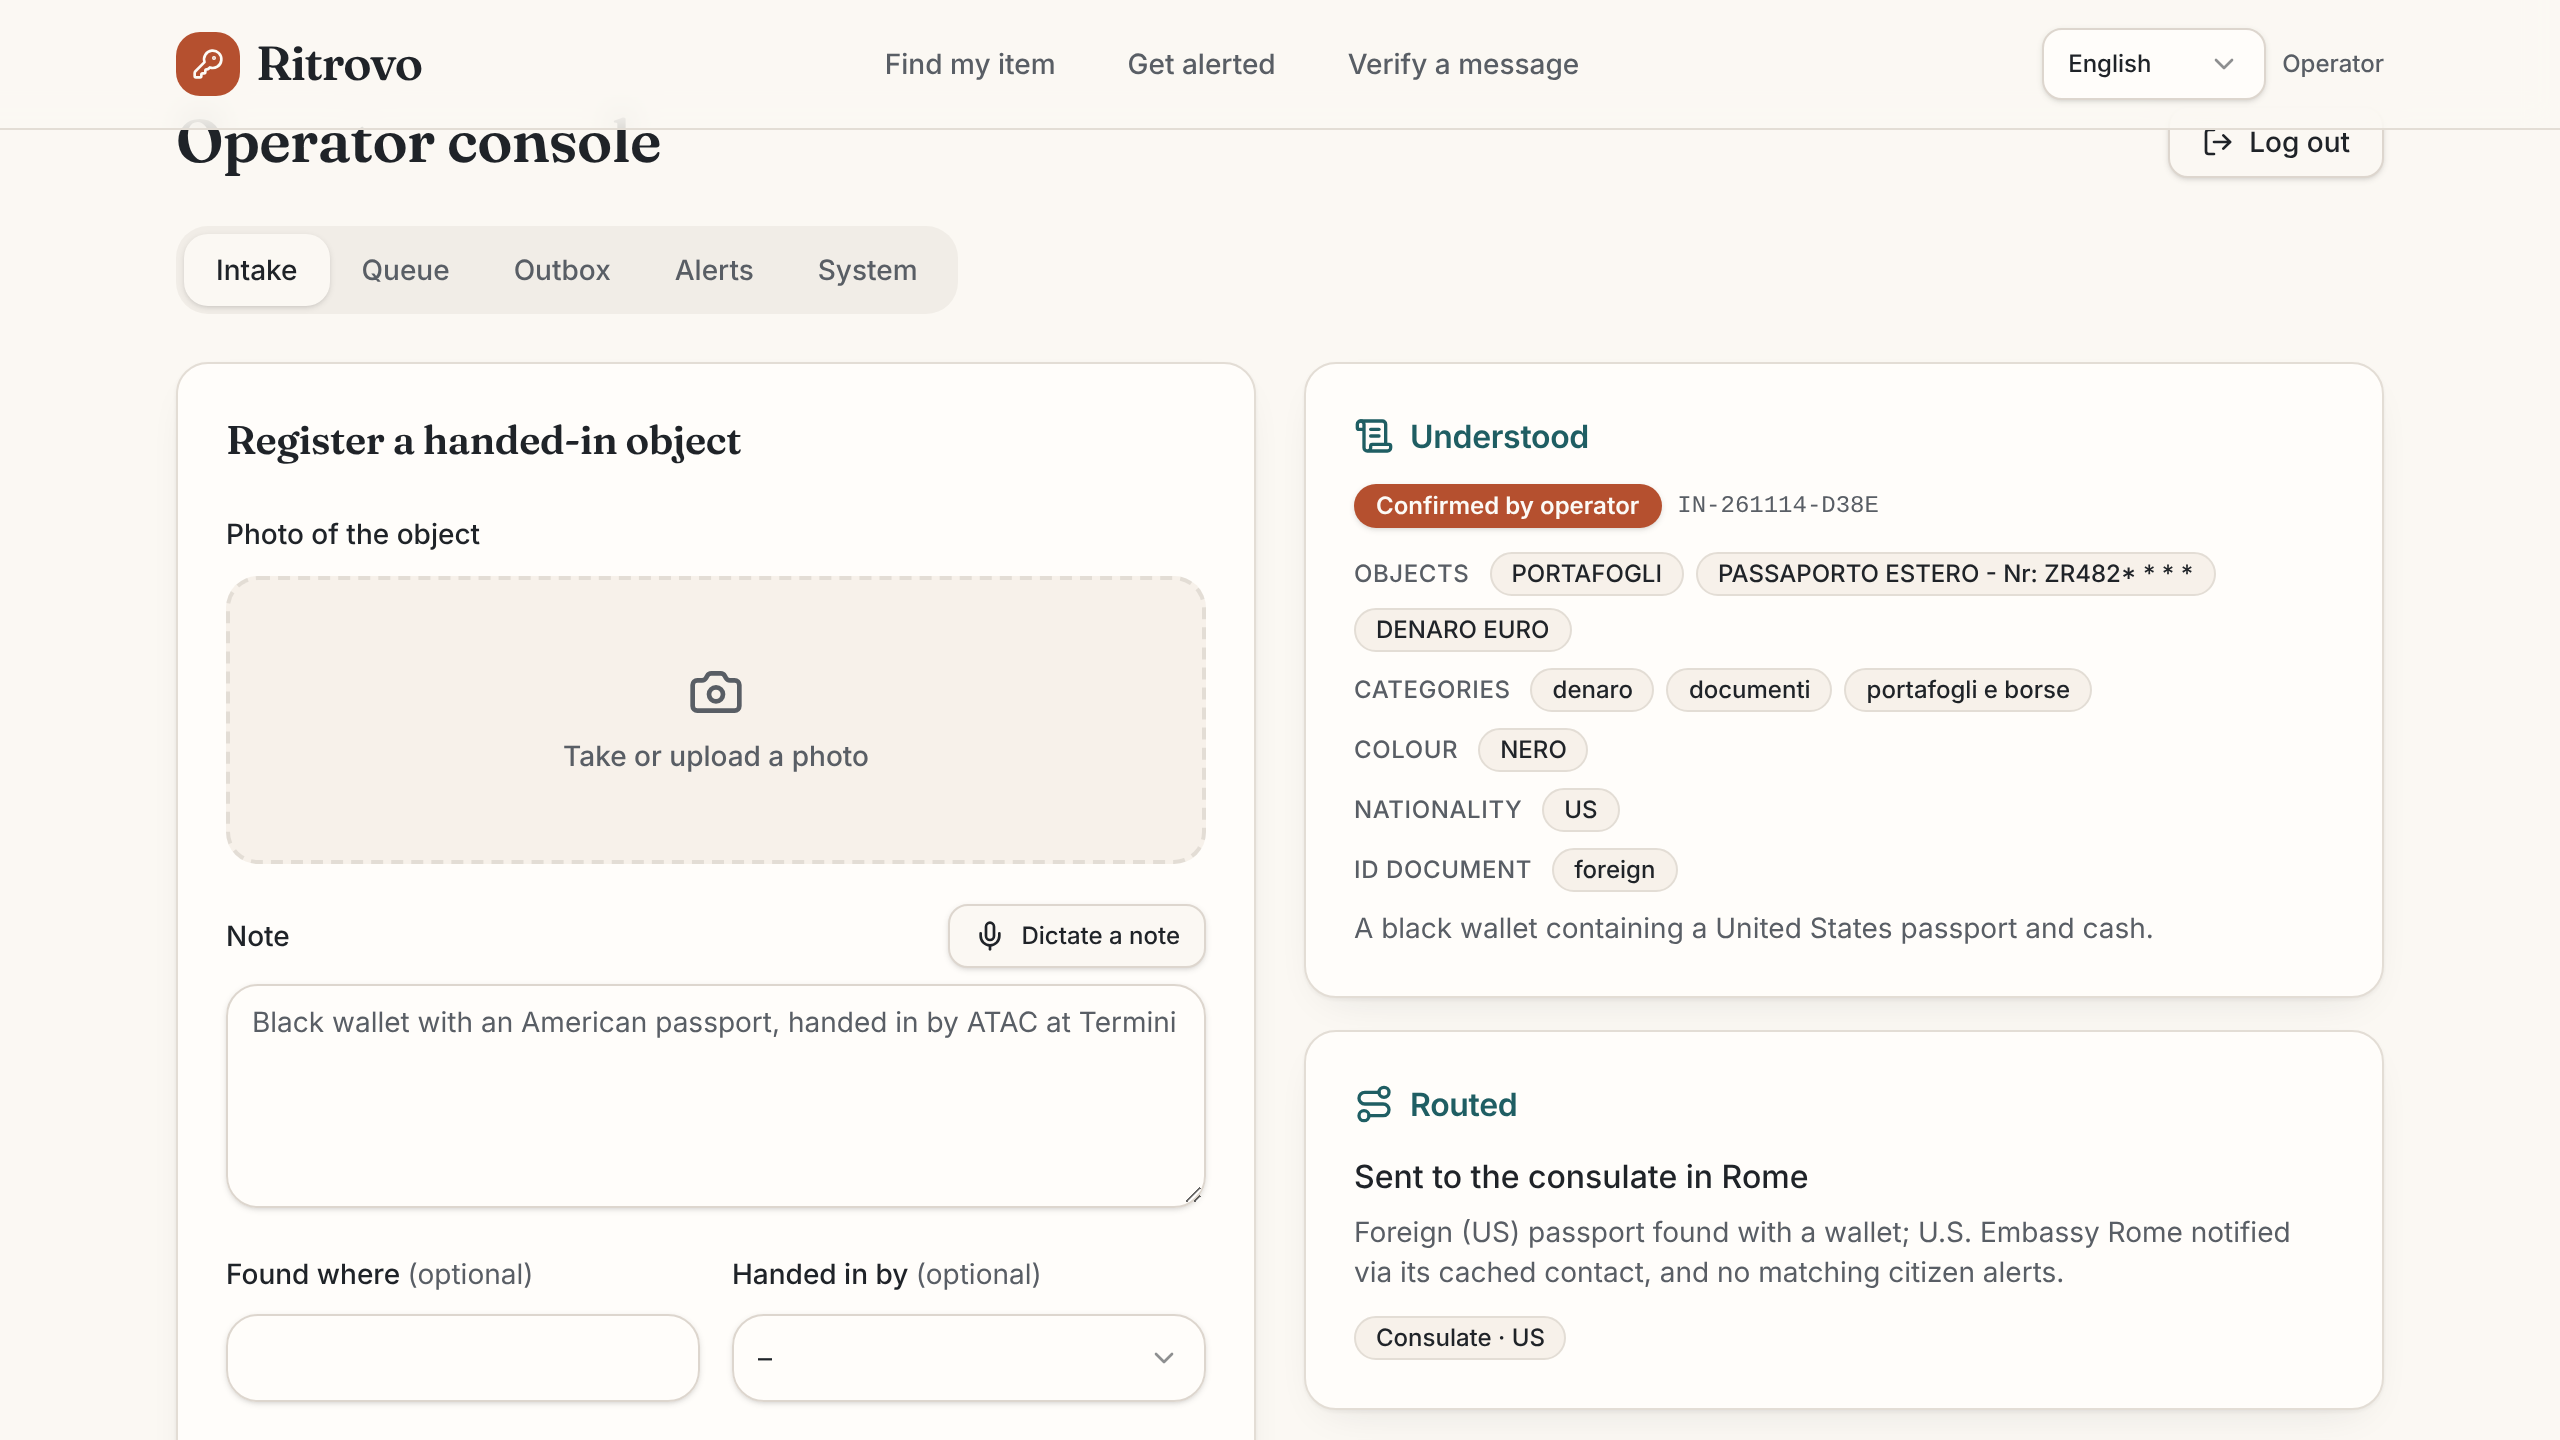 Ritrovo
Find my item
Get alerted
Verify a message
English
Operator
Operator console
Log out
Intake
Queue
Outbox
Alerts
System
Register a handed-in object
Photo of the object
Take or upload a photo
Note
Dictate a note
Black wallet with an American passport, handed in by ATAC at Termini
Found where (optional)
Handed in by (optional)
–
Understood
Confirmed by operator IN-261114-D38E
OBJECTS PORTAFOGLI PASSAPORTO ESTERO - Nr: ZR482* * * *
DENARO EURO
CATEGORIES denaro documenti portafogli e borse
COLOUR NERO
NATIONALITY US
ID DOCUMENT foreign
A black wallet containing a United States passport and cash.
Routed
Sent to the consulate in Rome
Foreign (US) passport found with a wallet; U.S. Embassy Rome notified
via its cached contact, and no matching citizen alerts.
Consulate · US